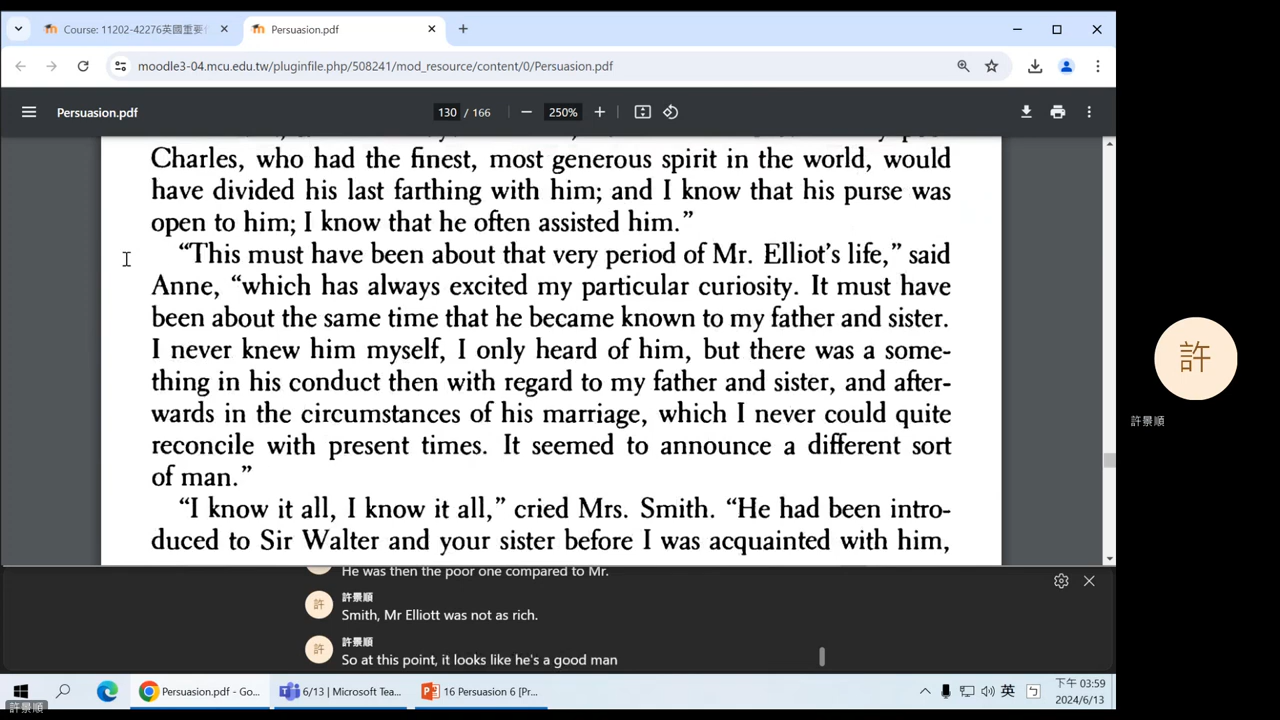 Course: 11202-42276英國重要
Persuasion.pdf
moodle3-04.mcu.edu.tw/pluginfile.php/508241/mod_resource/content/0/Persuasion.pdf
Persuasion.pdf
130 / 166
250%
Charles, who had the finest, most generous spirit in the world, would
have divided his last farthing with him; and I know that his purse was
open to him; I know that he often assisted him.”
“This must have been about that very period of Mr. Elliot’s life,” said
Anne, “which has always excited my particular curiosity. It must have
been about the same time that he became known to my father and sister.
I never knew him myself, I only heard of him, but there was a some-
thing in his conduct then with regard to my father and sister, and after-
wards in the circumstances of his marriage, which I never could quite
reconcile with present times. It seemed to announce a different sort
of man.”
“I know it all, I know it all,” cried Mrs. Smith. “He had been intro-
duced to Sir Walter and your sister before I was acquainted with him,
He was then the poor one compared to Mr.
許 許景順
Smith, Mr Elliott was not as rich.
許 許景順
So at this point, it looks like he's a good man
許
許景順
Persuasion.pdf - Go...
6/13 | Microsoft Tea...
16 Persuasion 6 [Pr...
英
下午 03:59
2024/6/13
許景順